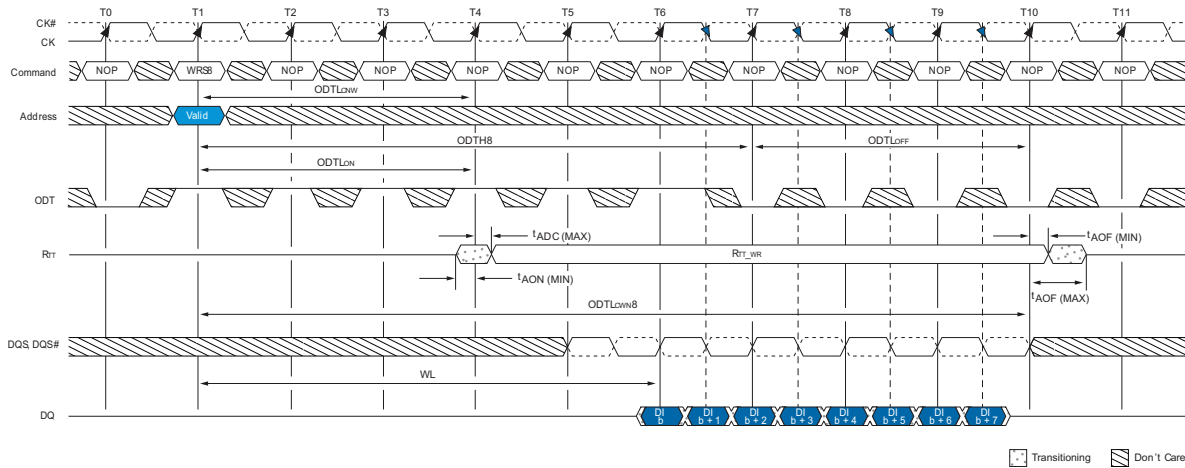 T0 T1 T2 T3 T4 T5 T6 T7 T8 T9 T10 T11
CK#
CK
Command NOP WRS8 NOP NOP NOP NOP NOP NOP NOP NOP NOP NOP
ODTLCNW
Address Valid
ODTH8 ODTLOFF
ODTLON
ODT
tADC (MAX) tAOF (MIN)
RTT RTT_WR
tAON (MIN) tAOF (MAX)
ODTLCWN8
DQS, DQS#
WL
DQ DI b DI b + 1 DI b + 2 DI b + 3 DI b + 4 DI b + 5 DI b + 6 DI b + 7
Transitioning Don't Care